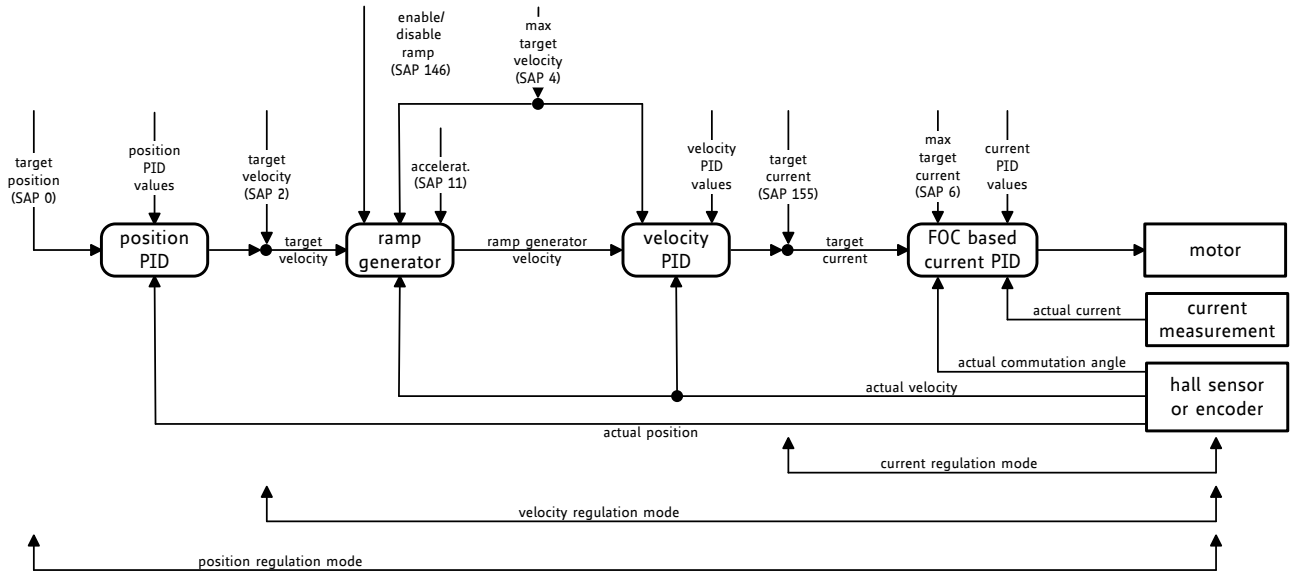 enable/
disable
ramp
(SAP 146)
max
target
velocity
(SAP 4)
target
position
(SAP 0)
position
PID
values
target
velocity
(SAP 2)
accelerat.
(SAP 11)
velocity
PID
values
target
current
(SAP 155)
max
target
current
(SAP 6)
current
PID
values
position
PID
target
velocity
ramp
generator
ramp generator
velocity
velocity
PID
target
current
FOC based
current PID
motor
actual current
current
measurement
actual commutation angle
actual velocity
hall sensor
or encoder
actual position
current regulation mode
velocity regulation mode
position regulation mode